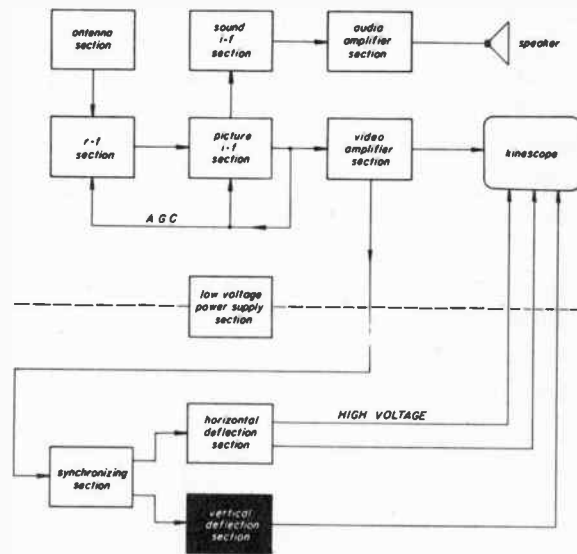 antenna
section
sound
i-f
section
audio
amplifier
section
speaker
r-f
section
picture
i-f
section
video
amplifier
section
kinescope
AGC
low voltage
power supply
section
horizontal
deflection
section
HIGH VOLTAGE
synchronizing
section
vertical
deflection
section